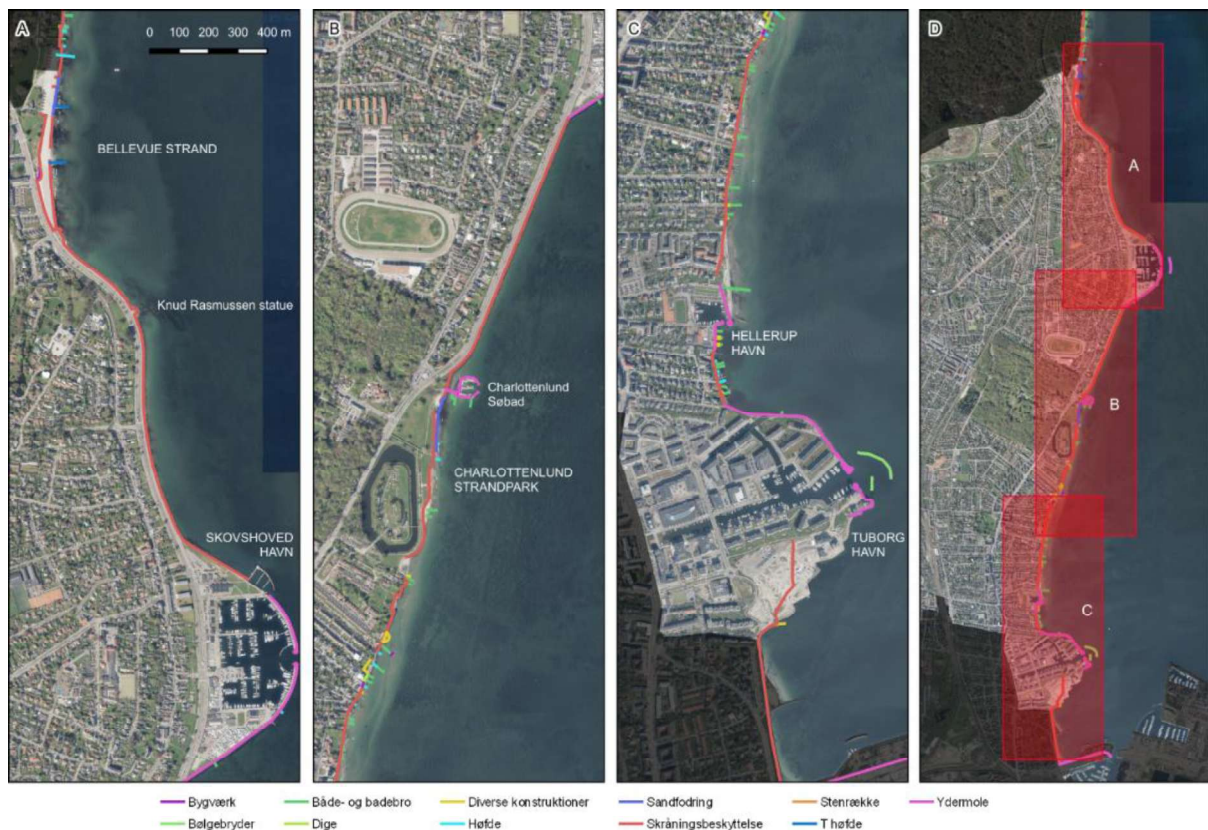 A
0 100 200 300 400 m
BELLEVUE STRAND
Knud Rasmussen statue
SKOVSHOVED
HAVN
B
Charlottenlund
Søbad
CHARLOTTENLUND
STRANDPARK
C
HELLERUP
HAVN
TUBORG
HAVN
D
A
B
C
Bygværk
Både- og badebro
Diverse konstruktioner
Sandfodring
Stenrække
Ydermole
Bølgebryder
Dige
Høfde
Skråningsbeskyttelse
T høfde